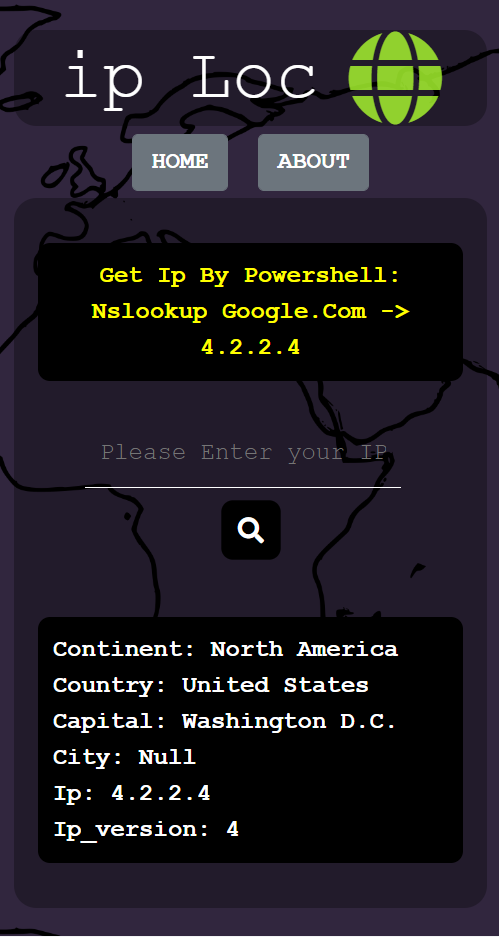 ip Loc
HOME
ABOUT
Get Ip By Powershell:
Nslookup Google.Com ->
4.2.2.4
Please Enter your IP
Continent: North America
Country: United States
Capital: Washington D.C.
City: Null
Ip: 4.2.2.4
Ip_version: 4